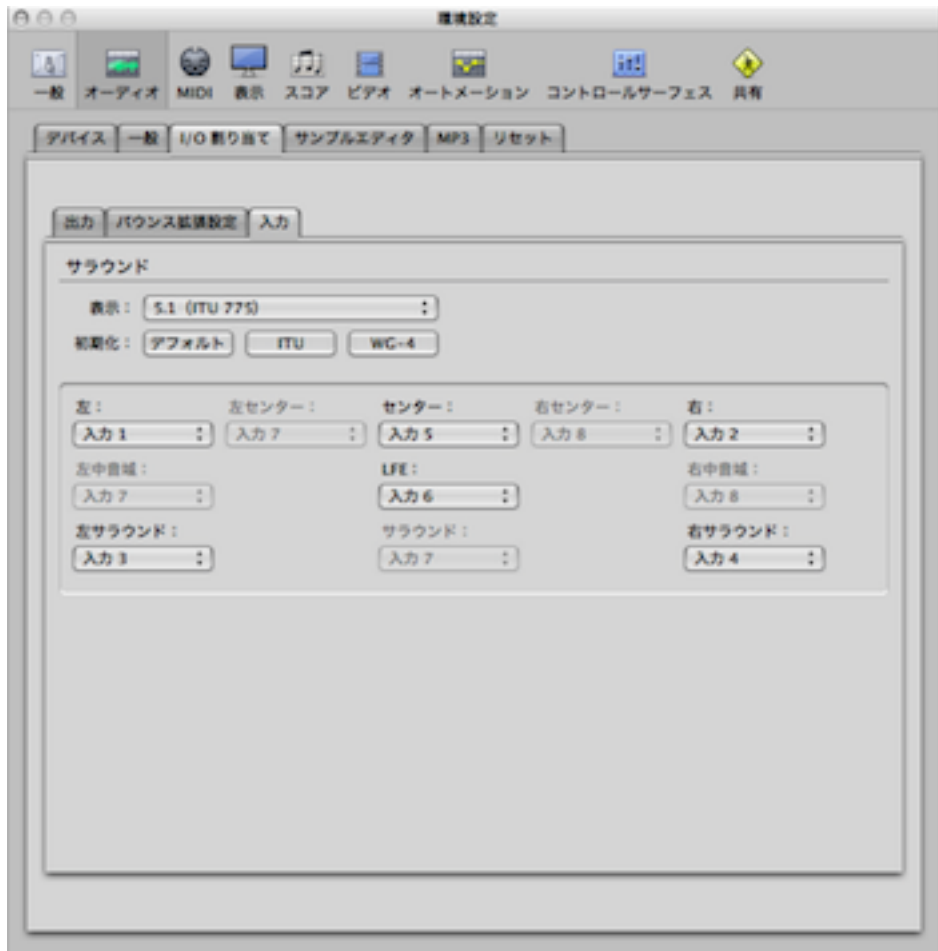 環境設定
一般 オーディオ MIDI 表示 スコア ビデオ オートメーション コントロールサーフェス 共有
デバイス 一般 I/O 割り当て サンプルエディタ MP3 リセット
出力 バウンス拡張設定 入力
サラウンド
表示： 5.1 (ITU 775)
初期化： デフォルト ITU WG-4
左： 左センター： センター： 右センター： 右：
入力 1 入力 7 入力 5 入力 8 入力 2
左中音域： LFE： 右中音域：
入力 7 入力 6 入力 8
左サラウンド： サラウンド： 右サラウンド：
入力 3 入力 7 入力 4